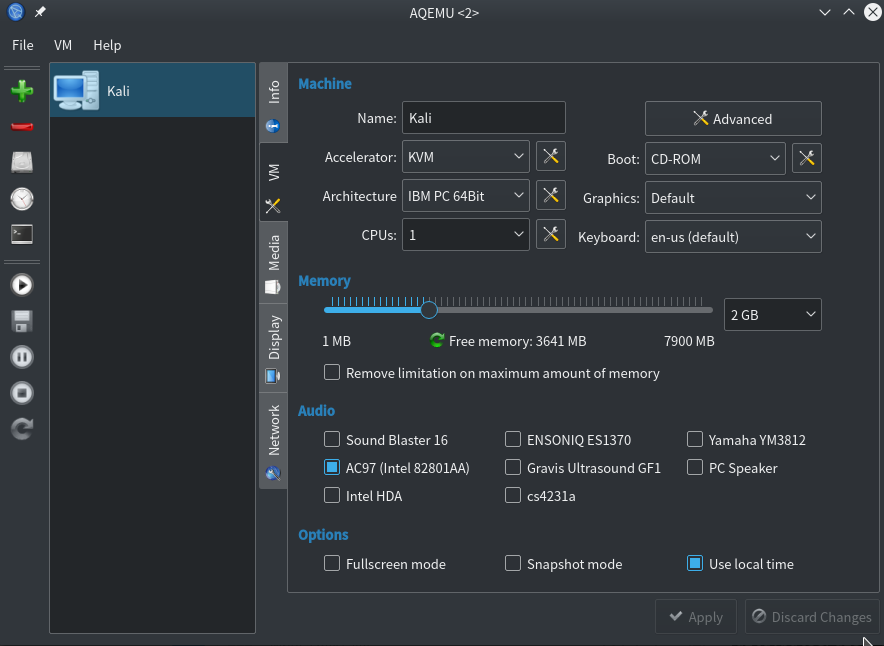 AQEMU <2>
File VM Help
Kali
Info
VM
Media
Display
Network
Machine
Name: Kali
Advanced
Accelerator: KVM
Boot: CD-ROM
Architecture IBM PC 64Bit
Graphics: Default
CPUs: 1
Keyboard: en-us (default)
Memory
2 GB
1 MB Free memory: 3641 MB 7900 MB
Remove limitation on maximum amount of memory
Audio
Sound Blaster 16 ENSONIQ ES1370 Yamaha YM3812
AC97 (Intel 82801AA) Gravis Ultrasound GF1 PC Speaker
Intel HDA cs4231a
Options
Fullscreen mode Snapshot mode Use local time
Apply Discard Changes